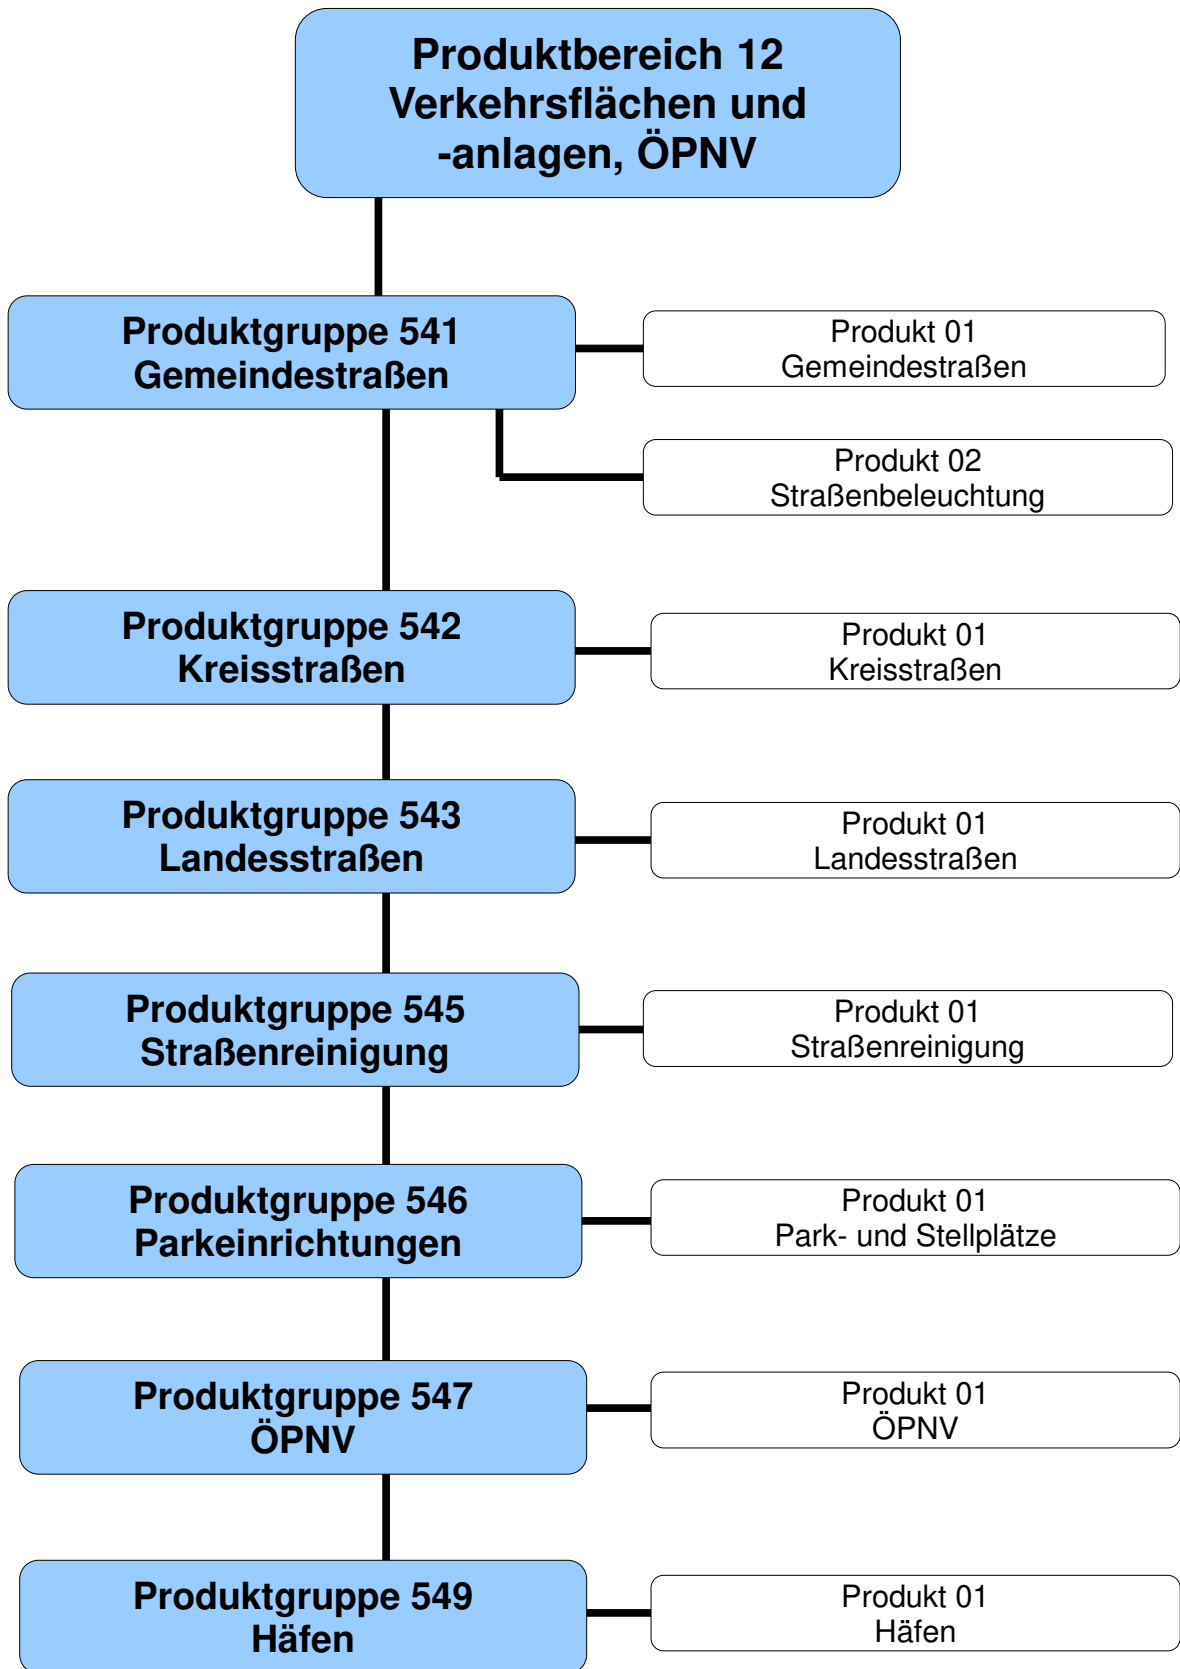 Produktbereich 12
Verkehrsflächen und
-anlagen, ÖPNV
Produktgruppe 541
Gemeindestraßen
Produkt 01
Gemeindestraßen
Produkt 02
Straßenbeleuchtung
Produktgruppe 542
Kreisstraßen
Produkt 01
Kreisstraßen
Produktgruppe 543
Landesstraßen
Produkt 01
Landesstraßen
Produktgruppe 545
Straßenreinigung
Produkt 01
Straßenreinigung
Produktgruppe 546
Parkeinrichtungen
Produkt 01
Park- und Stellplätze
Produktgruppe 547
ÖPNV
Produkt 01
ÖPNV
Produktgruppe 549
Häfen
Produkt 01
Häfen